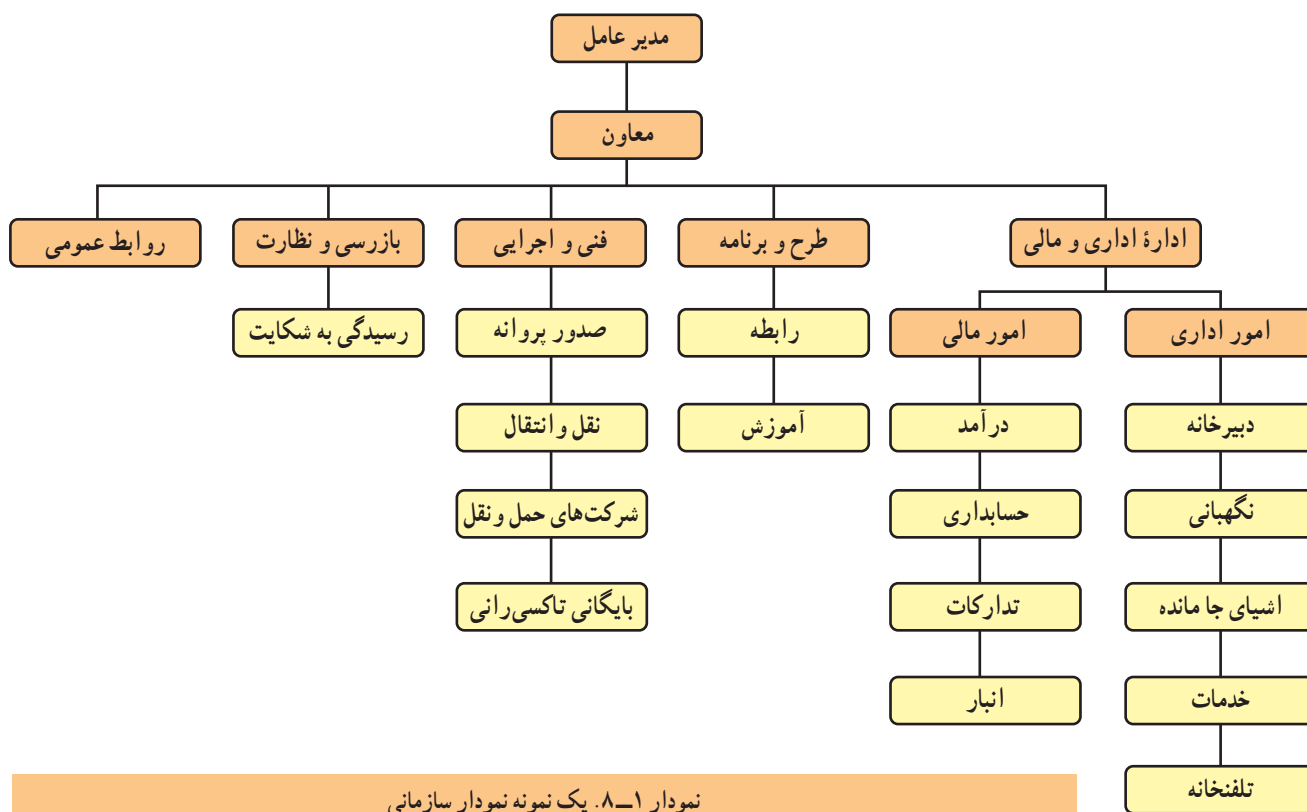 مدیر عامل
معاون
ادارهٔ اداری و مالی
طرح و برنامه
فنی و اجرایی
بازرسی و نظارت
روابط عمومی
امور اداری
امور مالی
رابطه
صدور پروانه
رسیدگی به شکایت
دبیرخانه
درآمد
آموزش
نقل و انتقال
نگهبانی
حسابداری
شرکت‌های حمل و نقل
اشیای جا مانده
تدارکات
بایگانی تاکسی‌رانی
خدمات
انبار
تلفنخانه
نمودار ۱ــ۸. یک نمونه نمودار سازمانی